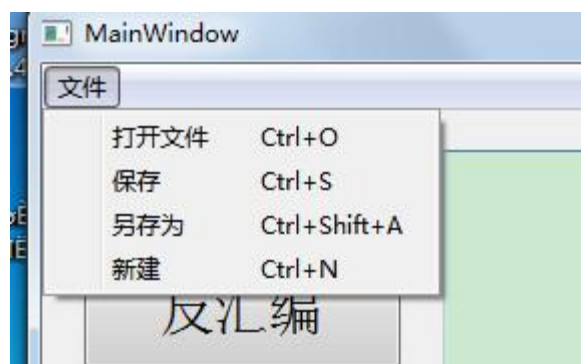 MainWindow
文件
打开文件 Ctrl+O
保存 Ctrl+S
另存为 Ctrl+Shift+A
新建 Ctrl+N
反汇编